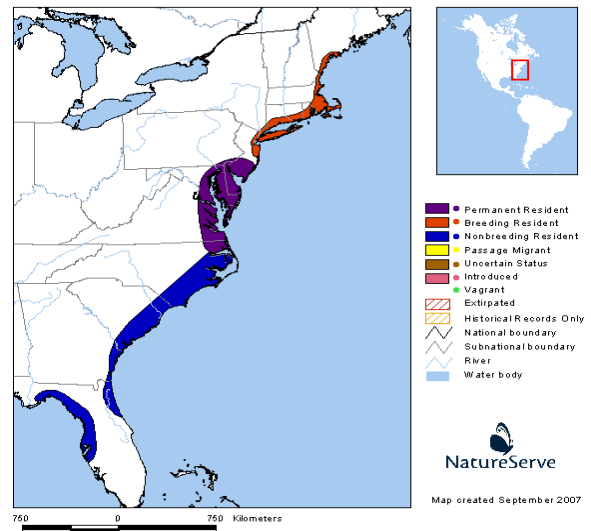 Permanent Resident
Breeding Resident
Nonbreeding Resident
Passage Migrant
Uncertain Status
Introduced
Vagrant
Extirpated
Historical Records Only
National boundary
Subnational boundary
River
Water body
NatureServe
Map created September 2007
750 0 750 Kilometers